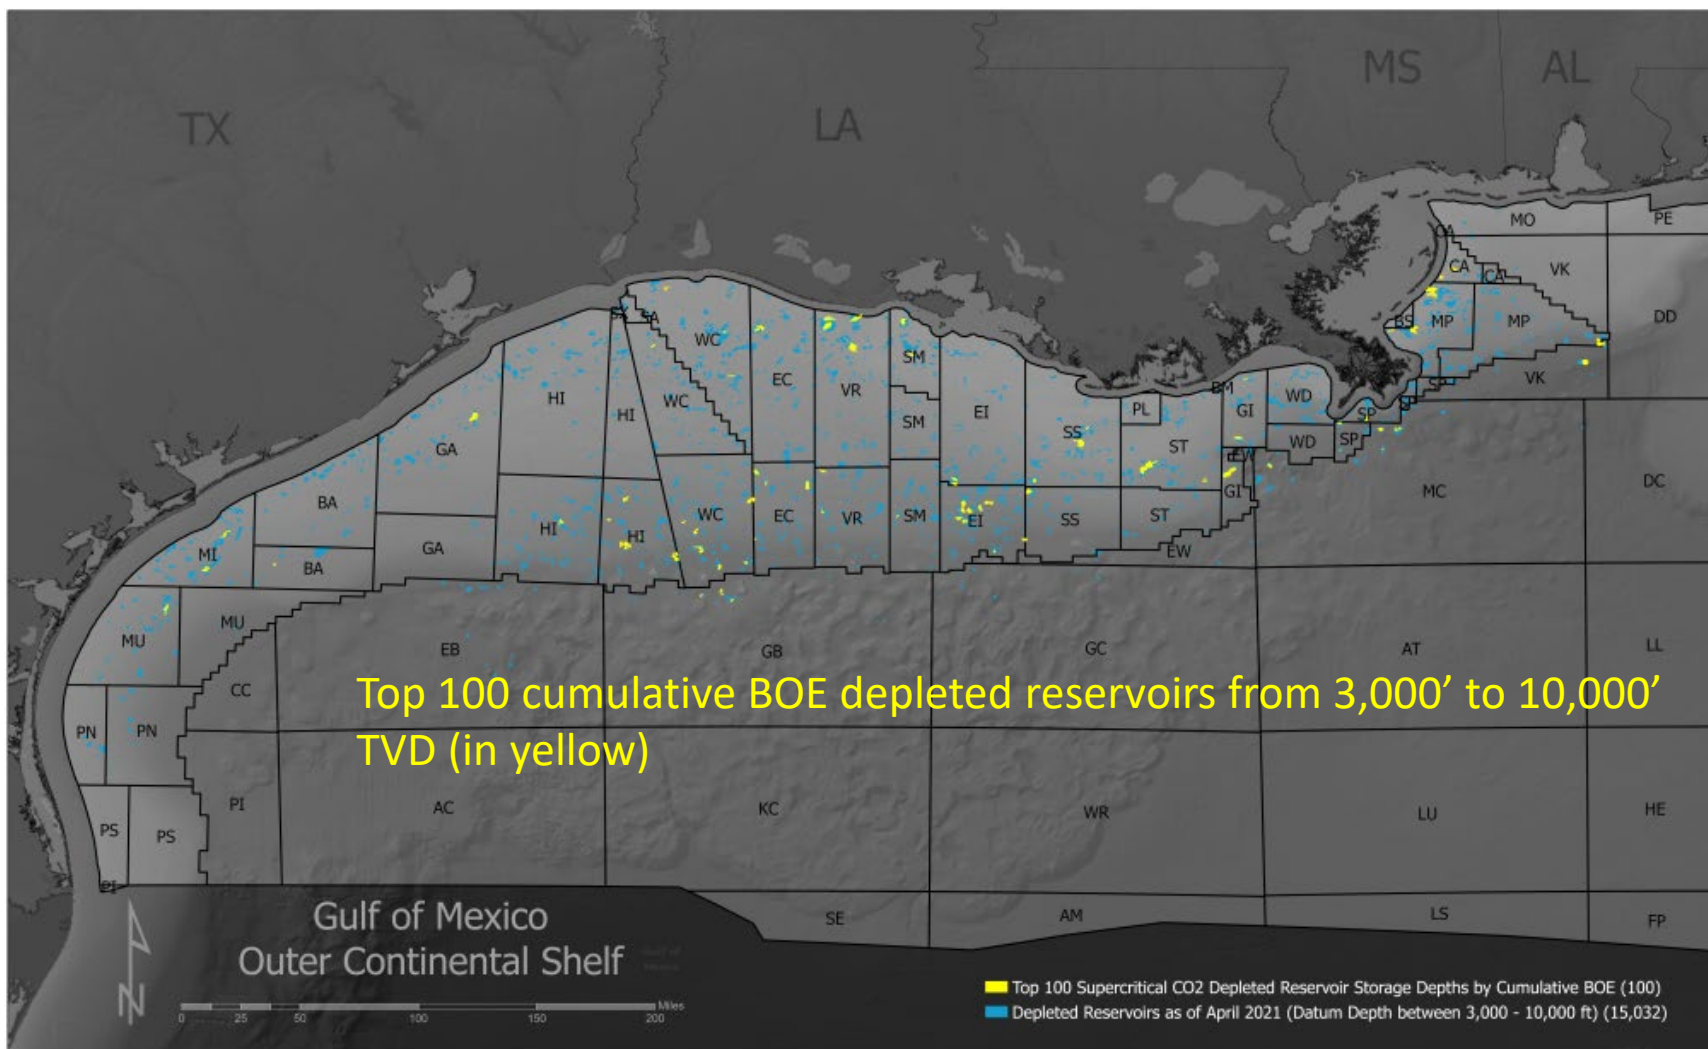 MS
AL
TX
LA
MO
PE
CA
CA
VK
DD
BS
MP
MP
VK
SP
WC
EC
VR
SM
HI
HI
WC
SM
EI
SS
PL
ST
BM
GI
WD
SP
WD
SP
GA
BA
MI
BA
GA
HI
HI
WC
EC
VR
SM
EI
SS
ST
EW
GI
EW
MC
DC
MU
MU
CC
EB
GB
GC
AT
LL
Top 100 cumulative BOE depleted reservoirs from 3,000’ to 10,000’
TVD (in yellow)
PN
PN
PI
AC
KC
WR
LU
HE
PS
PS
SE
AM
LS
FP
Gulf of Mexico
Outer Continental Shelf
N
Miles
0 25 50 100 150 200
Top 100 Supercritical CO2 Depleted Reservoir Storage Depths by Cumulative BOE (100)
Depleted Reservoirs as of April 2021 (Datum Depth between 3,000 - 10,000 ft) (15,032)